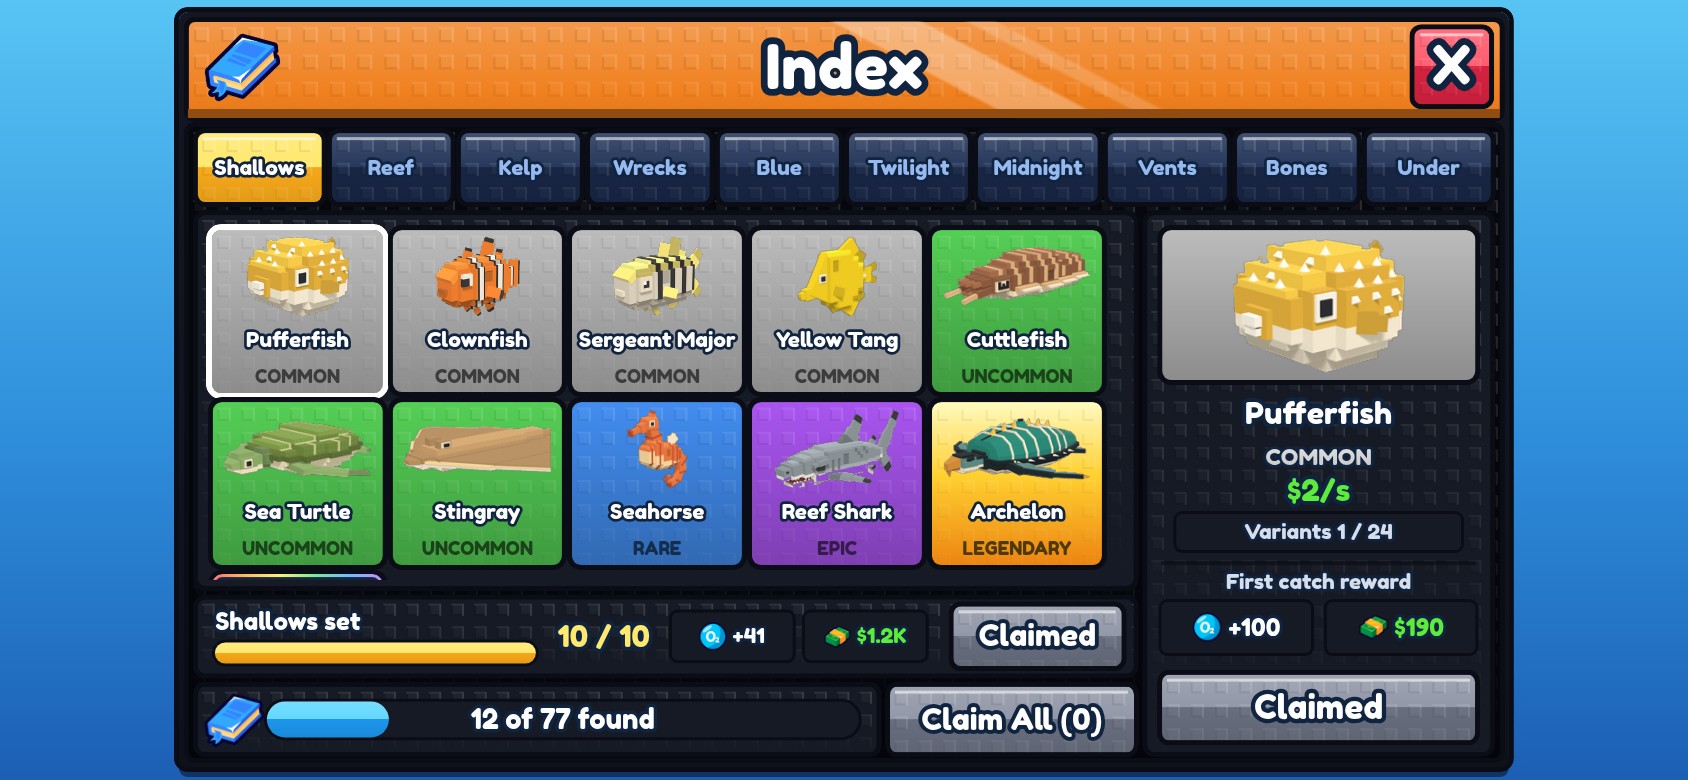 Index
X
Shallows
Reef
Kelp
Wrecks
Blue
Twilight
Midnight
Vents
Bones
Under
Pufferfish
COMMON
Clownfish
COMMON
Sergeant Major
COMMON
Yellow Tang
COMMON
Cuttlefish
UNCOMMON
Sea Turtle
UNCOMMON
Stingray
UNCOMMON
Seahorse
RARE
Reef Shark
EPIC
Archelon
LEGENDARY
Shallows set
10 / 10
O₂ +41
$1.2K
Claimed
12 of 77 found
Claim All (0)
Pufferfish
COMMON
$2/s
Variants 1 / 24
First catch reward
O₂ +100
$190
Claimed